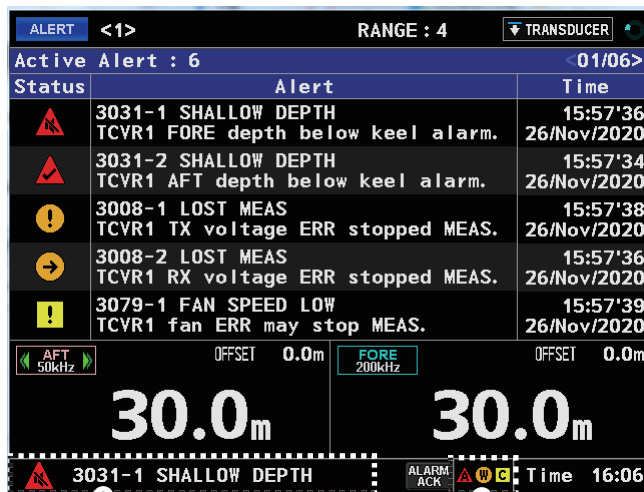 ALERT <1> RANGE : 4 TRANSDUCER
Active Alert : 6 <01/06>
Status Alert Time
3031-1 SHALLOW DEPTH 15:57'36
TCVR1 FORE depth below keel alarm. 26/Nov/2020
3031-2 SHALLOW DEPTH 15:57'34
TCVR1 AFT depth below keel alarm. 26/Nov/2020
3008-1 LOST MEAS 15:57'38
TCVR1 TX voltage ERR stopped MEAS. 26/Nov/2020
3008-2 LOST MEAS 15:57'36
TCVR1 RX voltage ERR stopped MEAS. 26/Nov/2020
3079-1 FAN SPEED LOW 15:57'39
TCVR1 fan ERR may stop MEAS. 26/Nov/2020
AFT OFFSET 0.0m FORE OFFSET 0.0m
50kHz 200kHz
30.0m 30.0m
3031-1 SHALLOW DEPTH ALARM W C Time 16:06
ACK